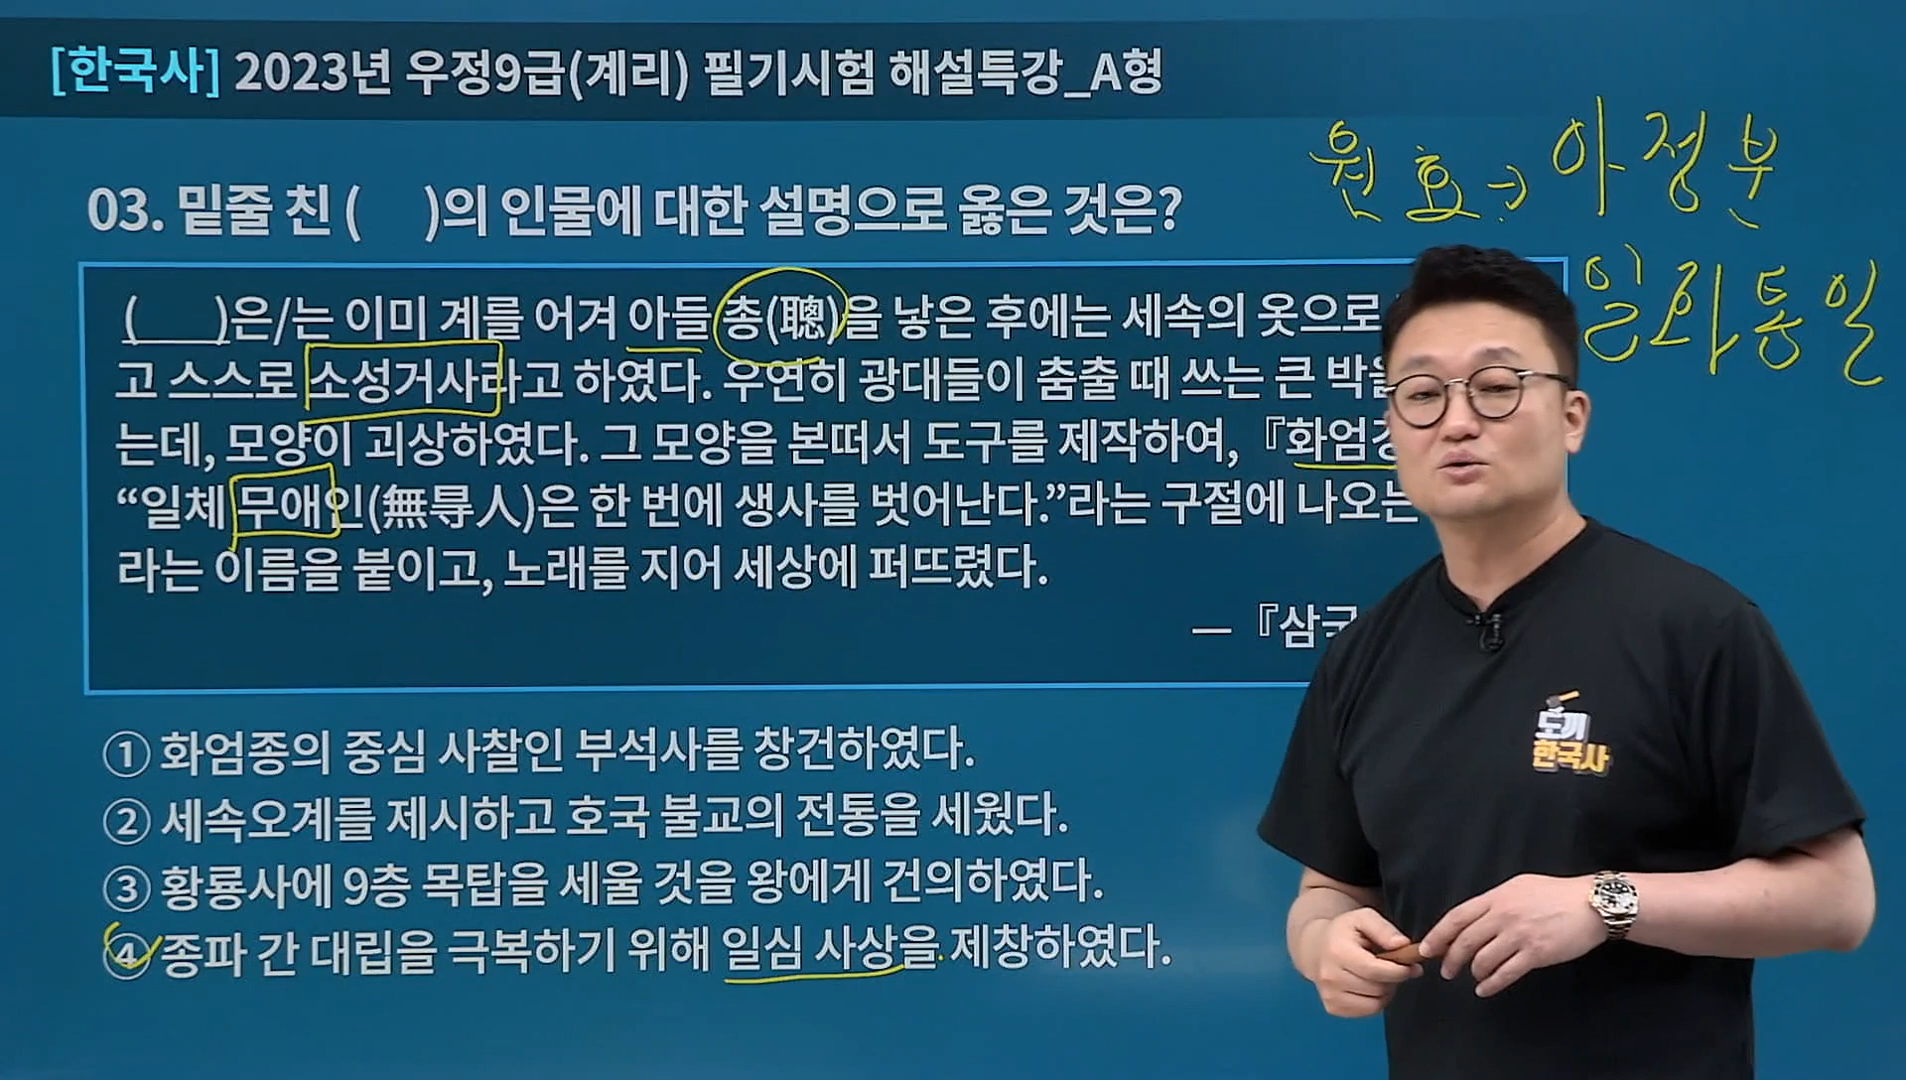 [한국사] 2023년 우정9급(계리) 필기시험 해설특강_A형
원효 → 아정부
일화통일
03. 밑줄 친 (    )의 인물에 대한 설명으로 옳은 것은?
(    )은/는 이미 계를 어겨 아들 총(聰)을 낳은 후에는 세속의 옷으로
고 스스로 소성거사라고 하였다. 우연히 광대들이 춤출 때 쓰는 큰 박을
는데, 모양이 괴상하였다. 그 모양을 본떠서 도구를 제작하여, 『화엄경
“일체 무애인(無㝵人)은 한 번에 생사를 벗어난다.”라는 구절에 나오는
라는 이름을 붙이고, 노래를 지어 세상에 퍼뜨렸다.
— 『삼국
① 화엄종의 중심 사찰인 부석사를 창건하였다.
② 세속오계를 제시하고 호국 불교의 전통을 세웠다.
③ 황룡사에 9층 목탑을 세울 것을 왕에게 건의하였다.
④ 종파 간 대립을 극복하기 위해 일심 사상을 제창하였다.
도끼
한국사